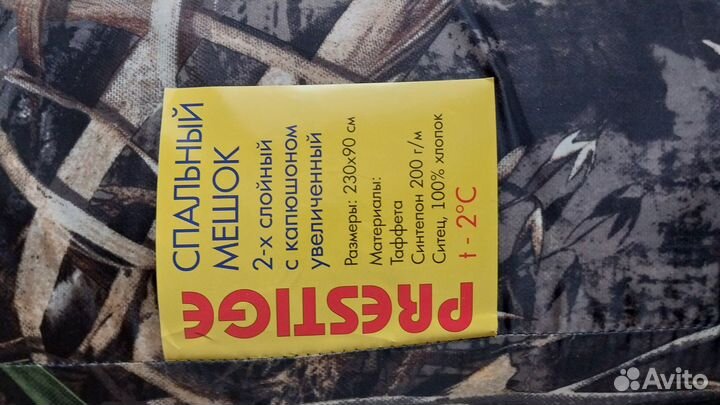 СПАЛЬНЫЙ
МЕШОК
2-х слойный
с капюшоном
увеличенный
Размеры: 230х90 см
Материалы:
Таффета
Синтепон 200 г/м
Ситец, 100% хлопок
t - 2°С
PRESTIGE
Avito